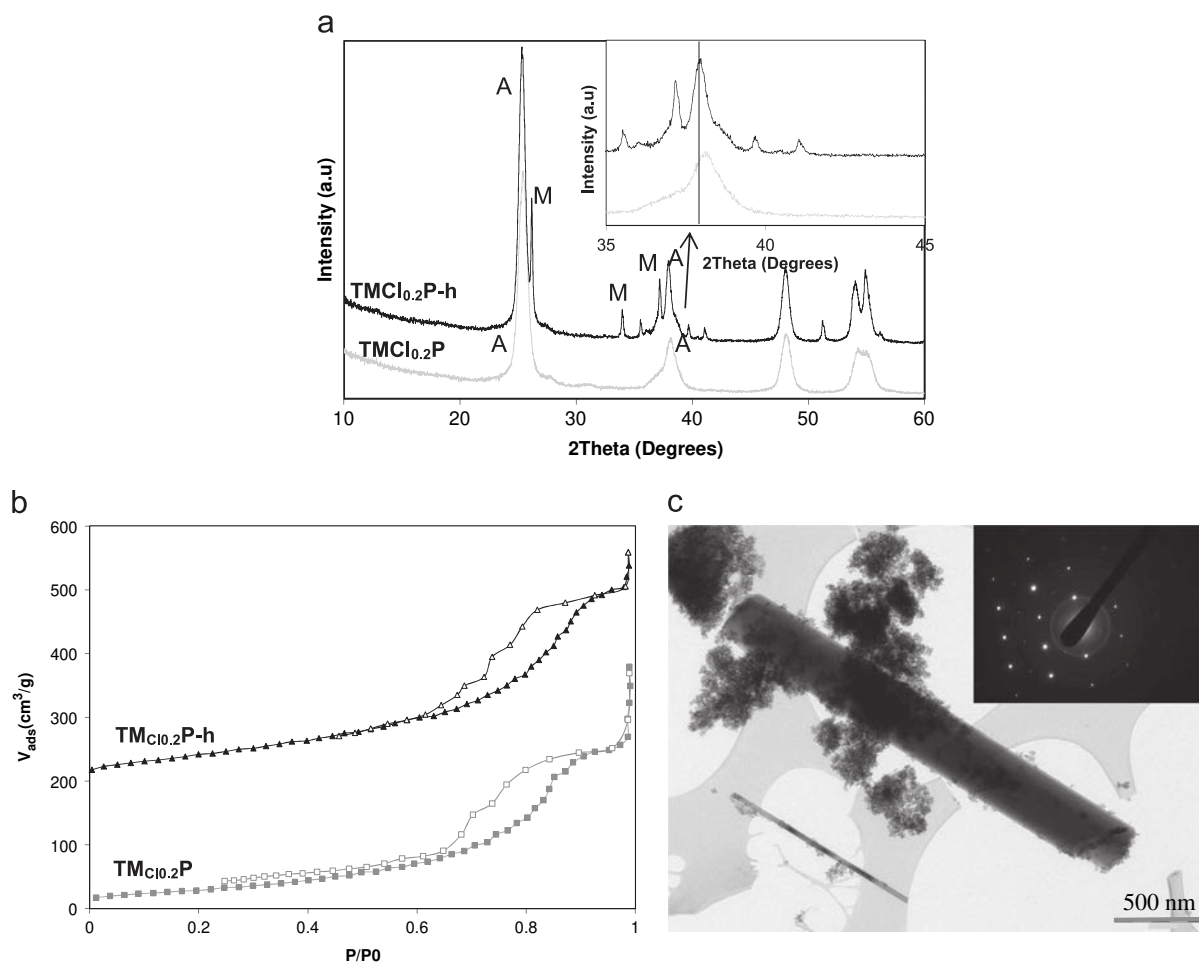 a
A
M
M
M
A
TMCl0.2P-h
A
A
TMCl0.2P
Intensity (a.u)
10
20
30
40
50
60
2Theta (Degrees)
Intensity (a.u)
35
40
45
2Theta (Degrees)
b
600
500
400
300
200
100
0
Vads(cm3/g)
TMCl0.2P-h
TMCl0.2P
0
0.2
0.4
0.6
0.8
1
P/P0
c
500 nm